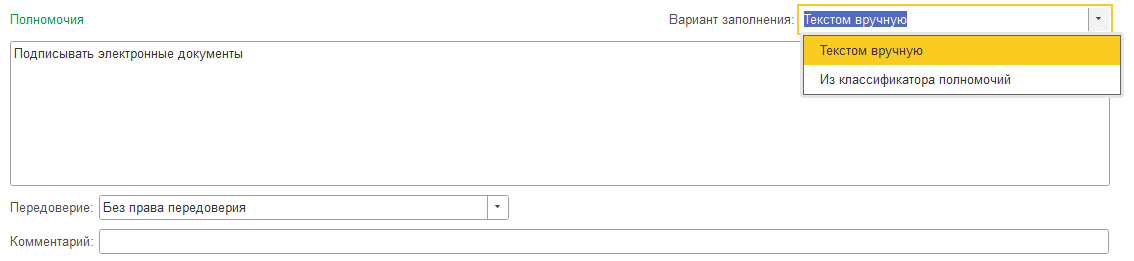 Полномочия
Вариант заполнения: Текстом вручную
Текстом вручную
Из классификатора полномочий
Подписывать электронные документы
Передоверие: Без права передоверия
Комментарий: